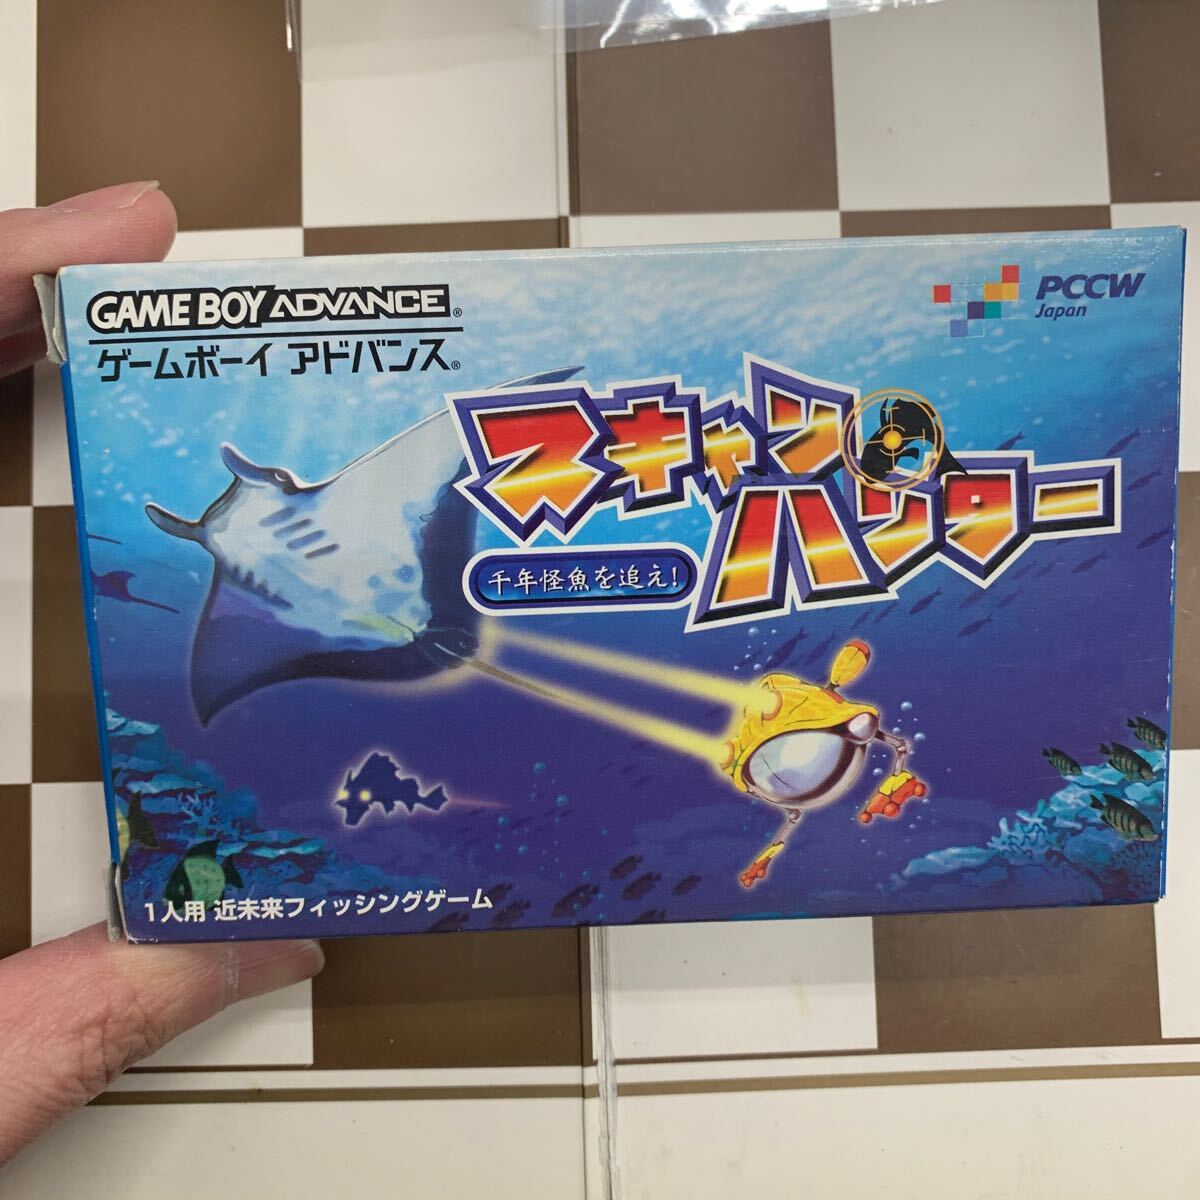 GAME BOY ADVANCE®
ゲームボーイ アドバンス®
PCCW
Japan
スキャン
ハンター
千年怪魚を追え!
1人用 近未来フィッシングゲーム